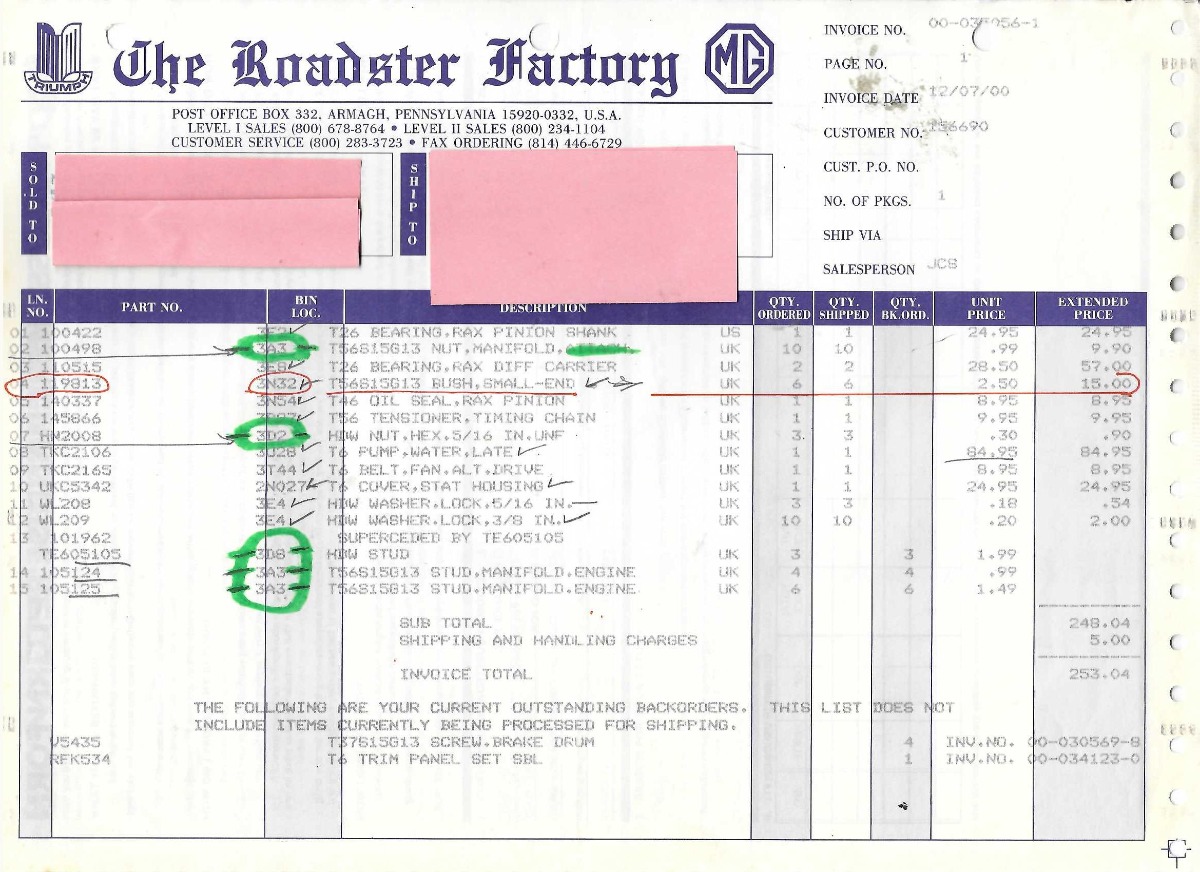 TRIUMPH
The Roadster Factory
MG
POST OFFICE BOX 332, ARMAGH, PENNSYLVANIA 15920-0332, U.S.A.
LEVEL I SALES (800) 678-8764 • LEVEL II SALES (800) 234-1104
CUSTOMER SERVICE (800) 283-3723 • FAX ORDERING (814) 446-6729
INVOICE NO.
PAGE NO. 1
INVOICE DATE 12/07/00
CUSTOMER NO. 156690
CUST. P.O. NO.
NO. OF PKGS. 1
SHIP VIA
SALESPERSON JCS
SOLD TO
SHIP TO
LN. NO. PART NO. BIN LOC. DESCRIPTION QTY. ORDERED QTY. SHIPPED QTY. BK.ORD. UNIT PRICE EXTENDED PRICE
01 100422 T26 BEARING,RAX PINION SHANK US 1 1 24.95 24.95
02 100498 3A3 T56S15G13 NUT,MANIFOLD, UK 10 10 .99 9.90
03 110515 3E8 T26 BEARING,RAX DIFF CARRIER UK 2 2 28.50 57.00
04 119813 3N32 T56S15G13 BUSH,SMALL-END UK 6 6 2.50 15.00
05 140337 3N54 T46 OIL SEAL,RAX PINION UK 1 1 8.95 8.95
06 145866 T56 TENSIONER,TIMING CHAIN UK 1 1 9.95 9.95
07 HN2008 3D2 HDW NUT,HEX,5/16 IN.UNF UK 3 3 .30 .90
08 TKC2106 3U28 T6 PUMP,WATER,LATE UK 1 1 84.95 84.95
09 TKC2165 3T44 T6 BELT,FAN,ALT.DRIVE UK 1 1 8.95 8.95
10 UKC5342 2N027 T6 COVER,STAT HOUSING UK 1 1 24.95 24.95
11 WL208 3E4 HDW WASHER,LOCK,5/16 IN. UK 3 3 .18 .54
12 WL209 3E4 HDW WASHER,LOCK,3/8 IN. UK 10 10 .20 2.00
13 101962 SUPERCEDED BY TE605105
TE605105 3D8 HDW STUD UK 3 3 1.99
14 105124 3A3 T56S15G13 STUD,MANIFOLD,ENGINE UK 4 4 .99
15 105125 3A3 T56S15G13 STUD,MANIFOLD,ENGINE UK 6 6 1.49
SUB TOTAL 248.04
SHIPPING AND HANDLING CHARGES 5.00
INVOICE TOTAL 253.04
THE FOLLOWING ARE YOUR CURRENT OUTSTANDING BACKORDERS. THIS LIST DOES NOT
INCLUDE ITEMS CURRENTLY BEING PROCESSED FOR SHIPPING.
V5435 T37S15G13 SCREW,BRAKE DRUM 4 INV.NO. 00-030569-8
RFK534 T6 TRIM PANEL SET SBL 1 INV.NO. 00-034123-0